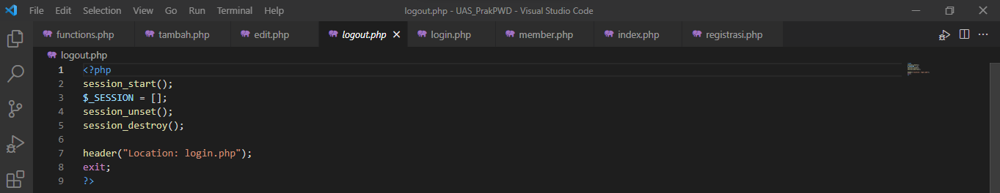 File Edit Selection View Go Run Terminal Help logout.php - UAS_PrakPWD - Visual Studio Code
functions.php tambah.php edit.php logout.php login.php member.php index.php registrasi.php
logout.php
1 <?php
2 session_start();
3 $_SESSION = [];
4 session_unset();
5 session_destroy();
6
7 header("Location: login.php");
8 exit;
9 ?>